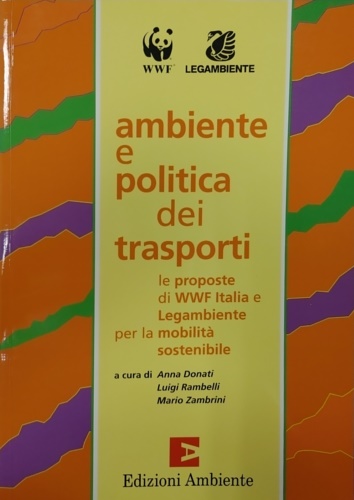 WWF® LEGAMBIENTE
ambiente
e
politica
dei
trasporti
le proposte
di WWF Italia e
Legambiente
per la mobilità
sostenibile
a cura di Anna Donati
Luigi Rambelli
Mario Zambrini
Edizioni Ambiente